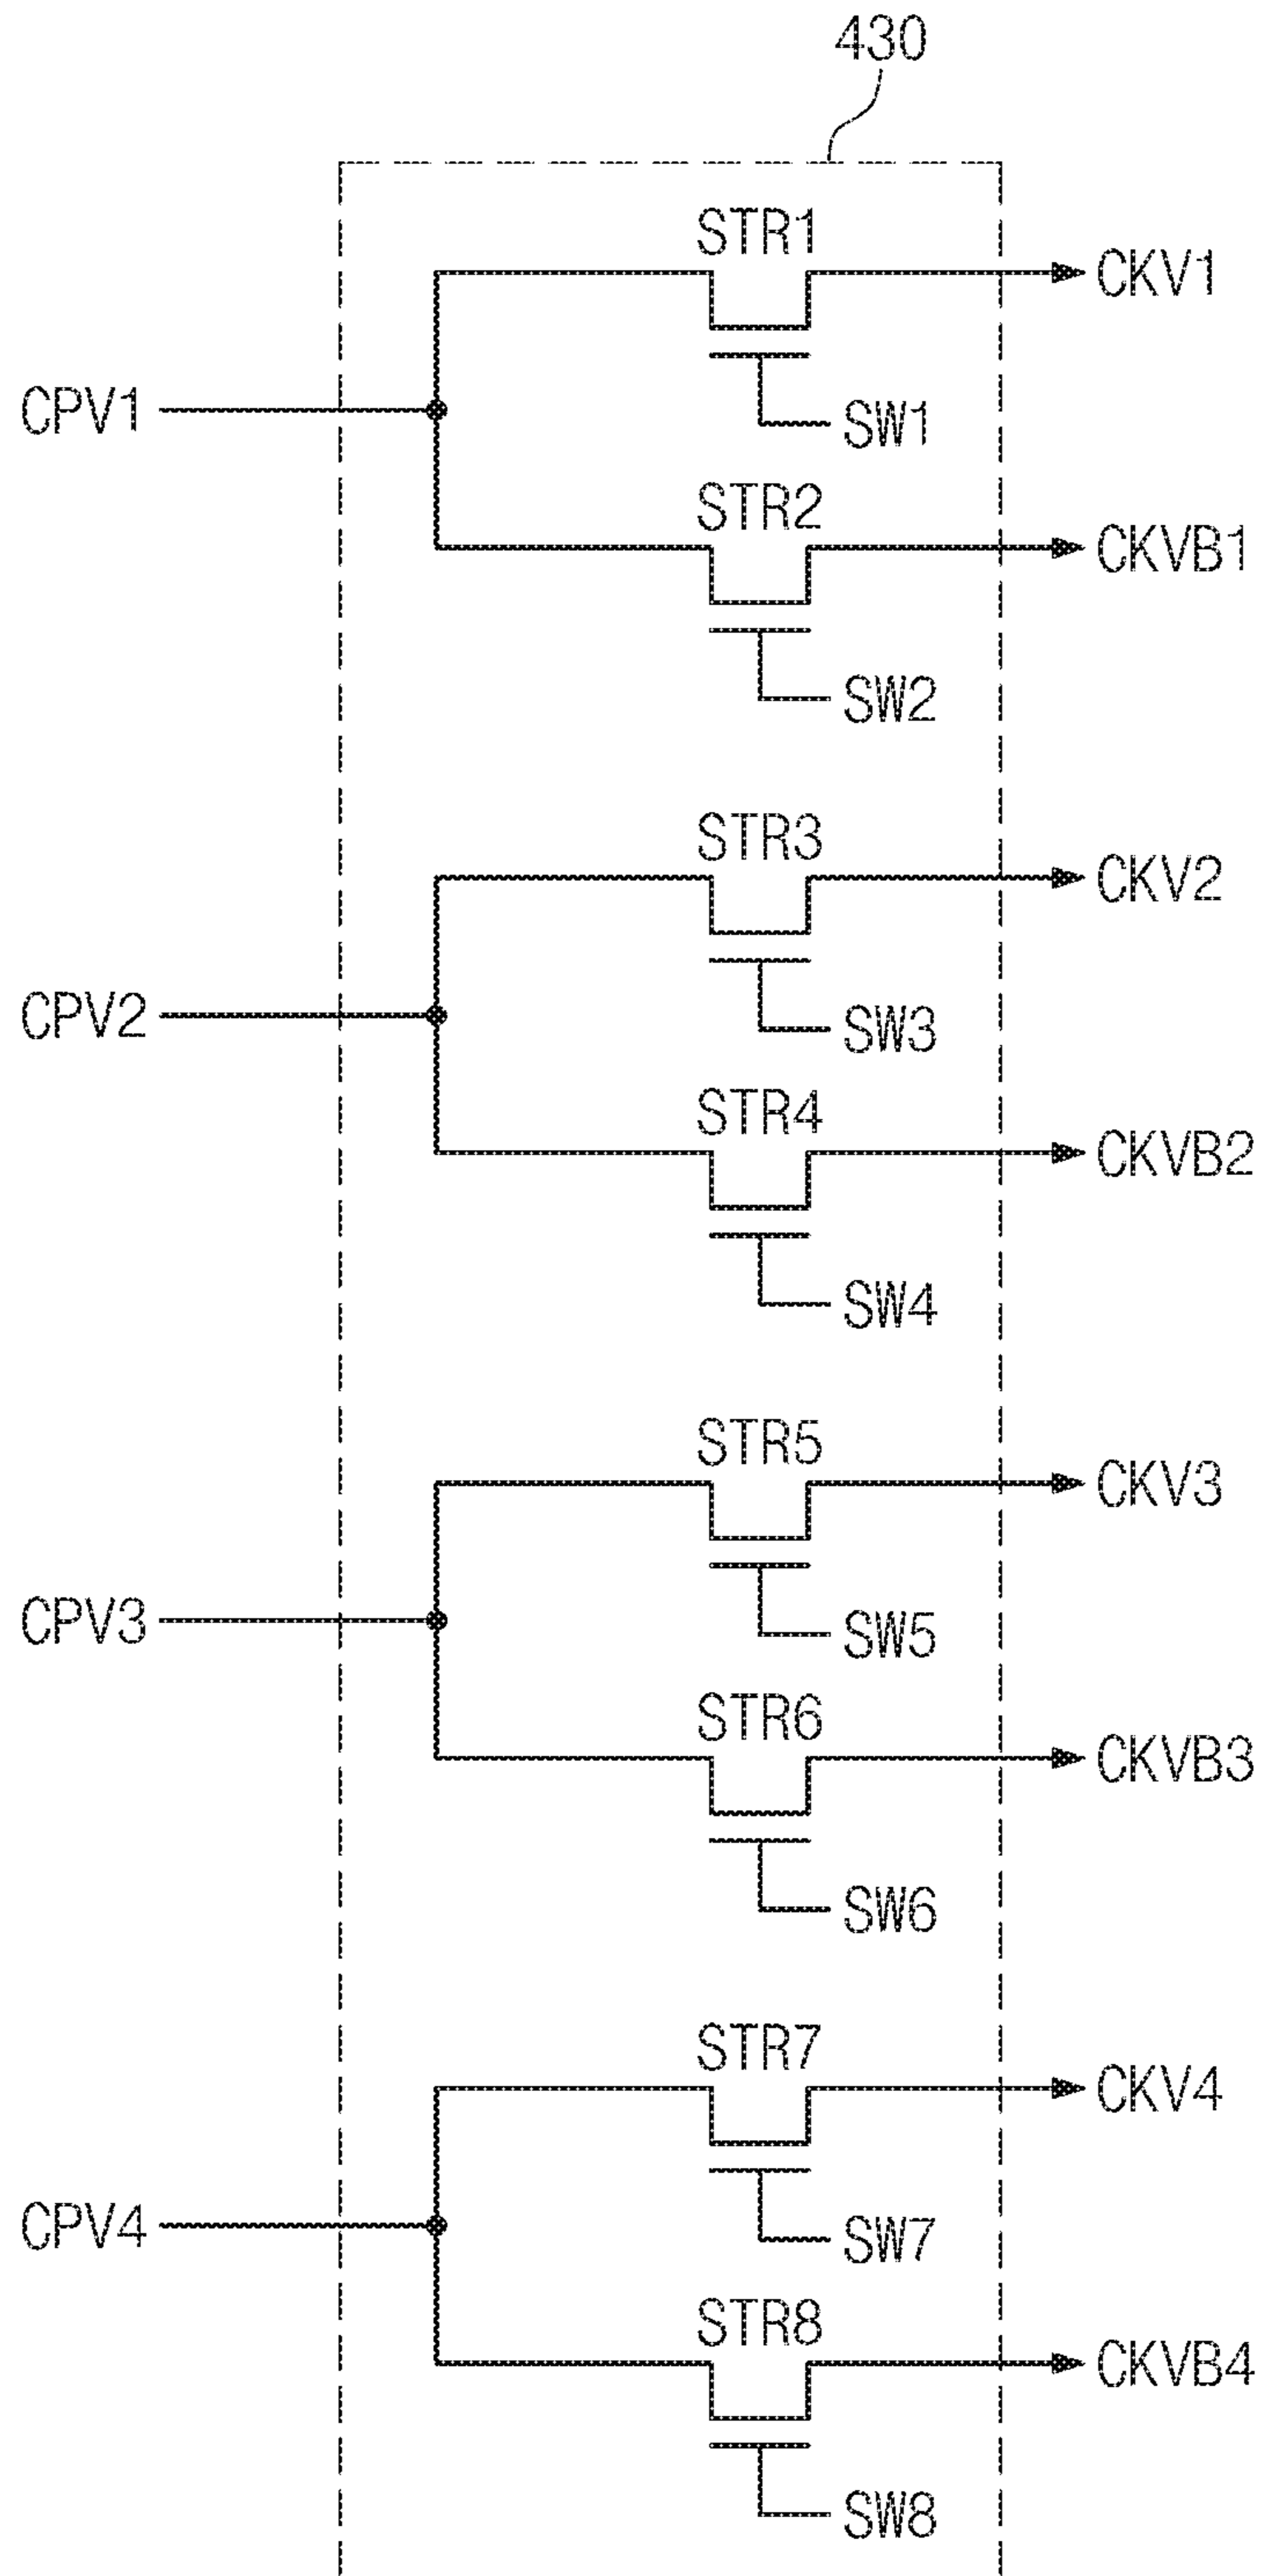 430
STR1
CKV1
CPV1
SW1
STR2
CKVB1
SW2
STR3
CKV2
CPV2
SW3
STR4
CKVB2
SW4
STR5
CKV3
CPV3
SW5
STR6
CKVB3
SW6
STR7
CKV4
CPV4
SW7
STR8
CKVB4
SW8